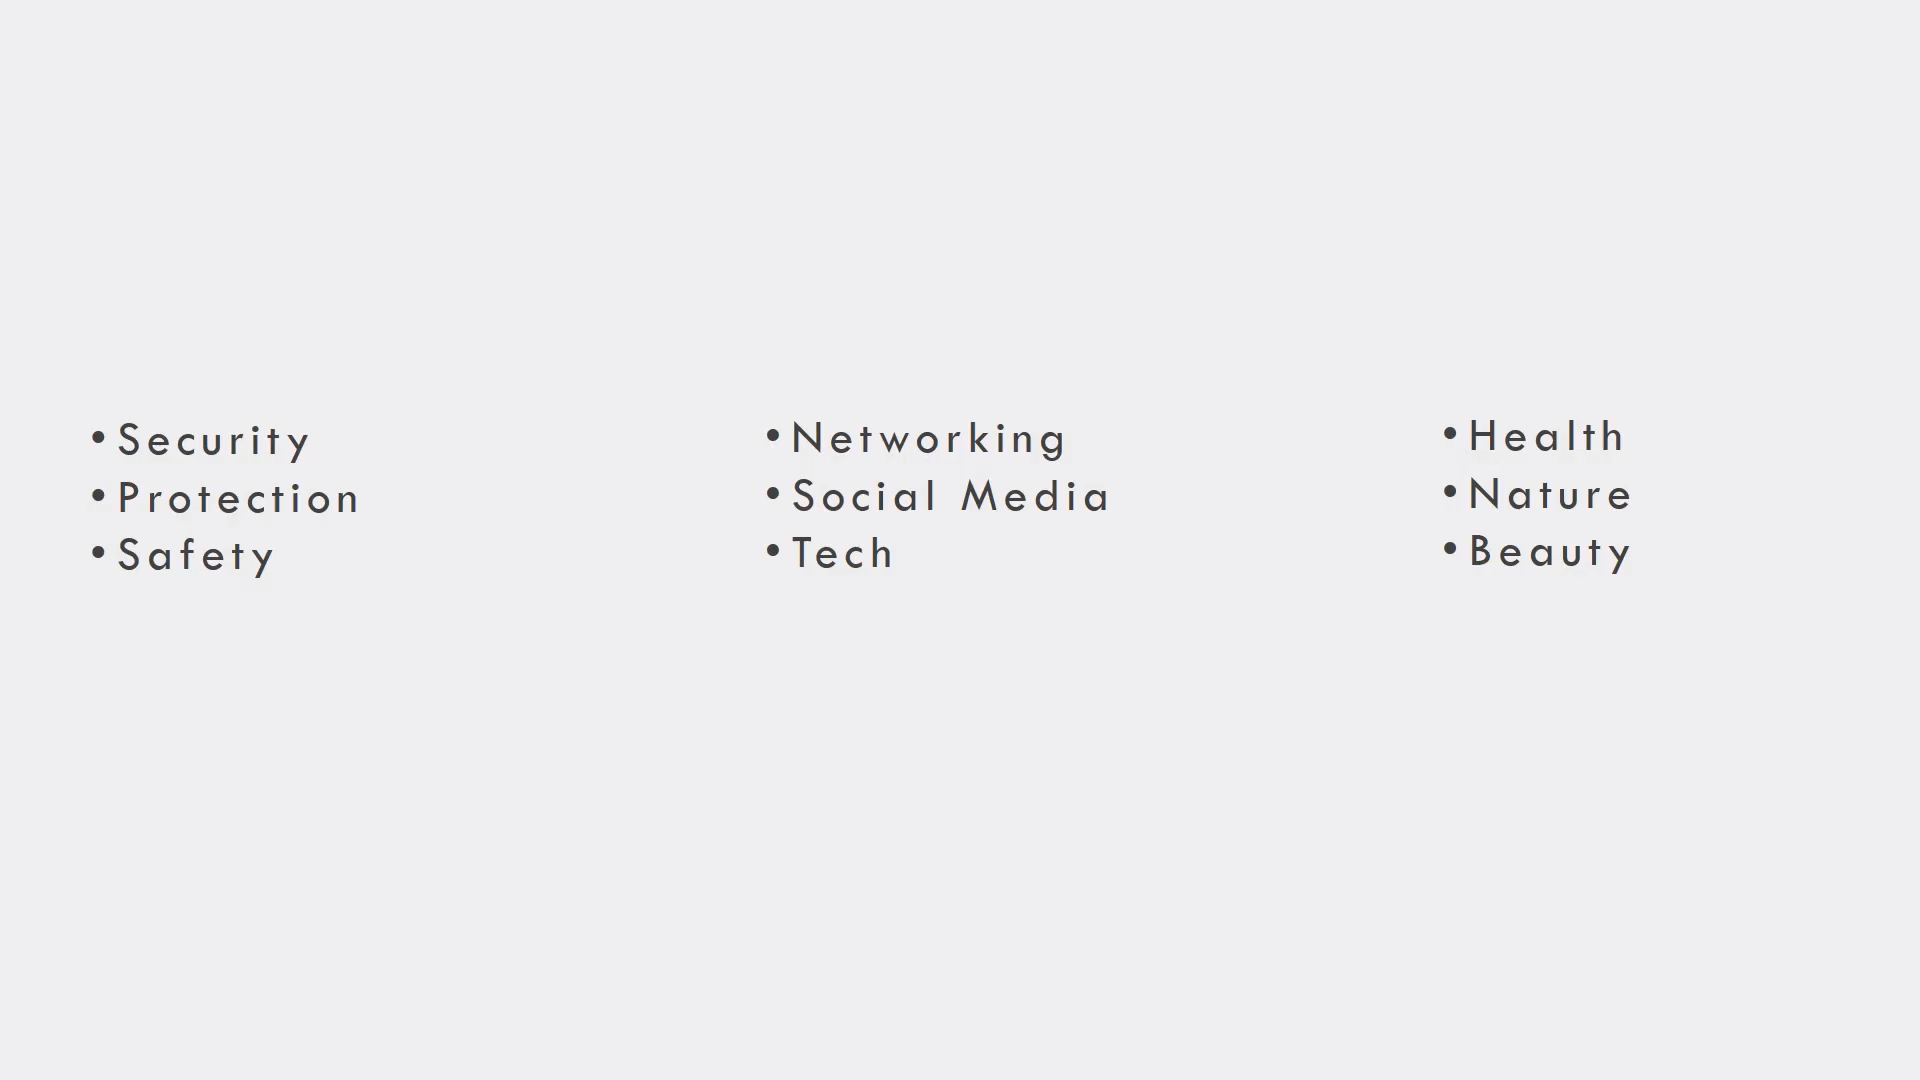 • Security
• Protection
• Safety
• Networking
• Social Media
• Tech
• Health
• Nature
• Beauty